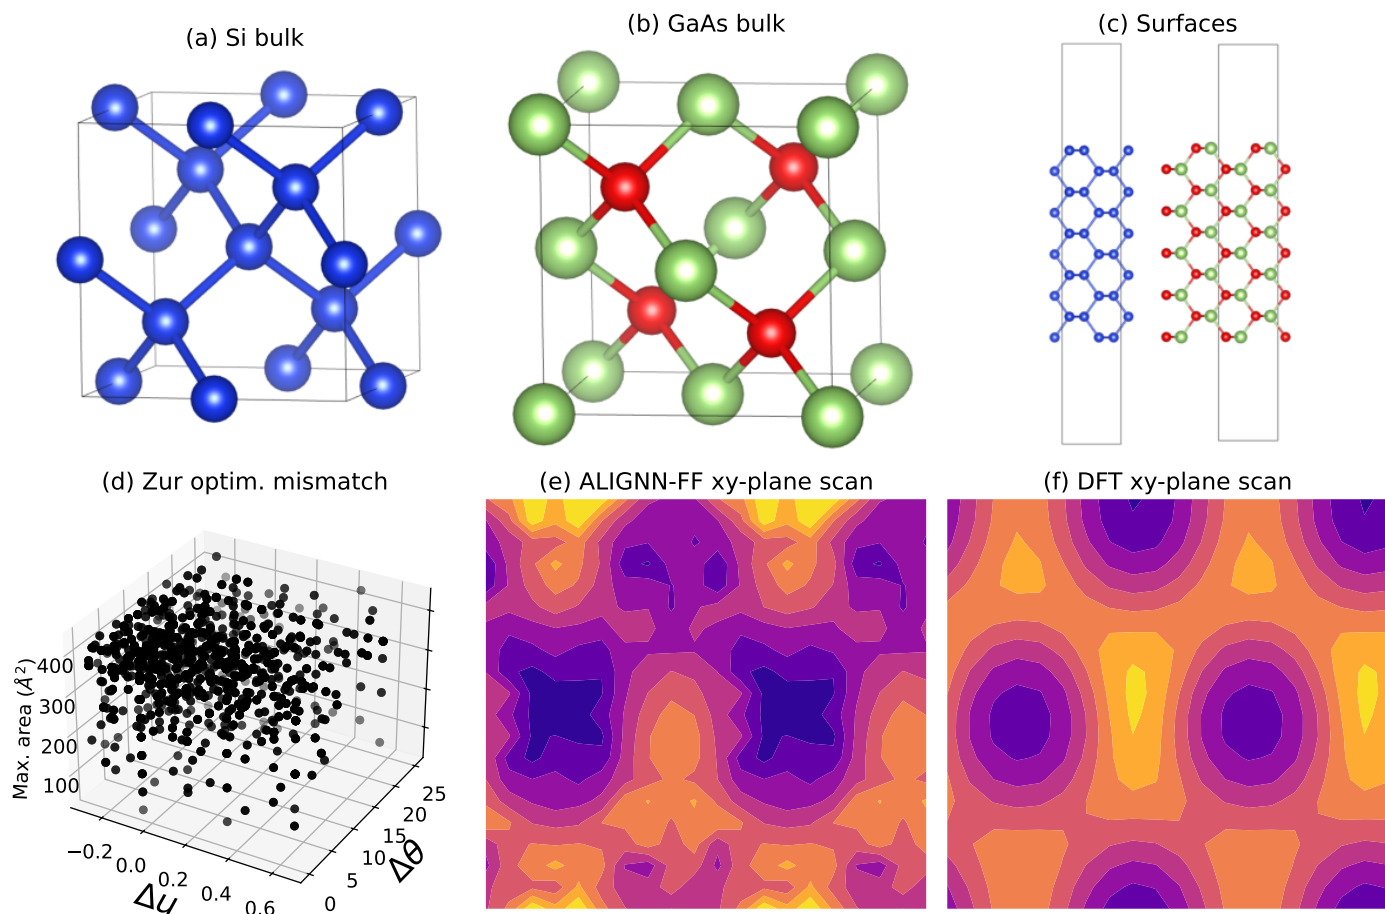 (a) Si bulk
(b) GaAs bulk
(c) Surfaces
(d) Zur optim. mismatch
(e) ALIGNN-FF xy-plane scan
(f) DFT xy-plane scan
Max. area (Å²)
400
300
200
100
−0.2
0.0
0.2
0.4
0.6
Δu
0
5
10
15
20
25
Δθ